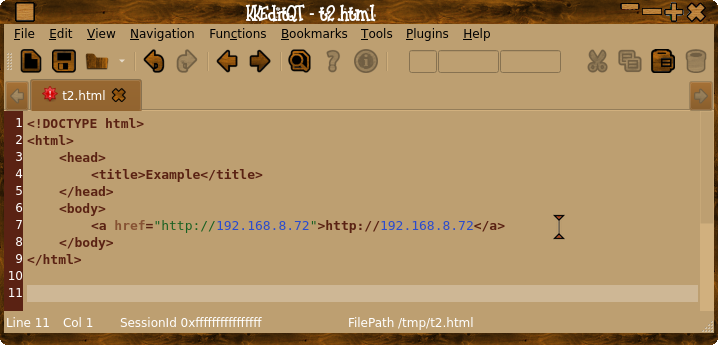 KKEditQT - t2.html
File Edit View Navigation Functions Bookmarks Tools Plugins Help
t2.html
1 <!DOCTYPE html>
2 <html>
3 <head>
4 <title>Example</title>
5 </head>
6 <body>
7 <a href="http://192.168.8.72">http://192.168.8.72</a>
8 </body>
9 </html>
10
11
Line 11 Col 1 SessionId 0xffffffffffffffff FilePath /tmp/t2.html